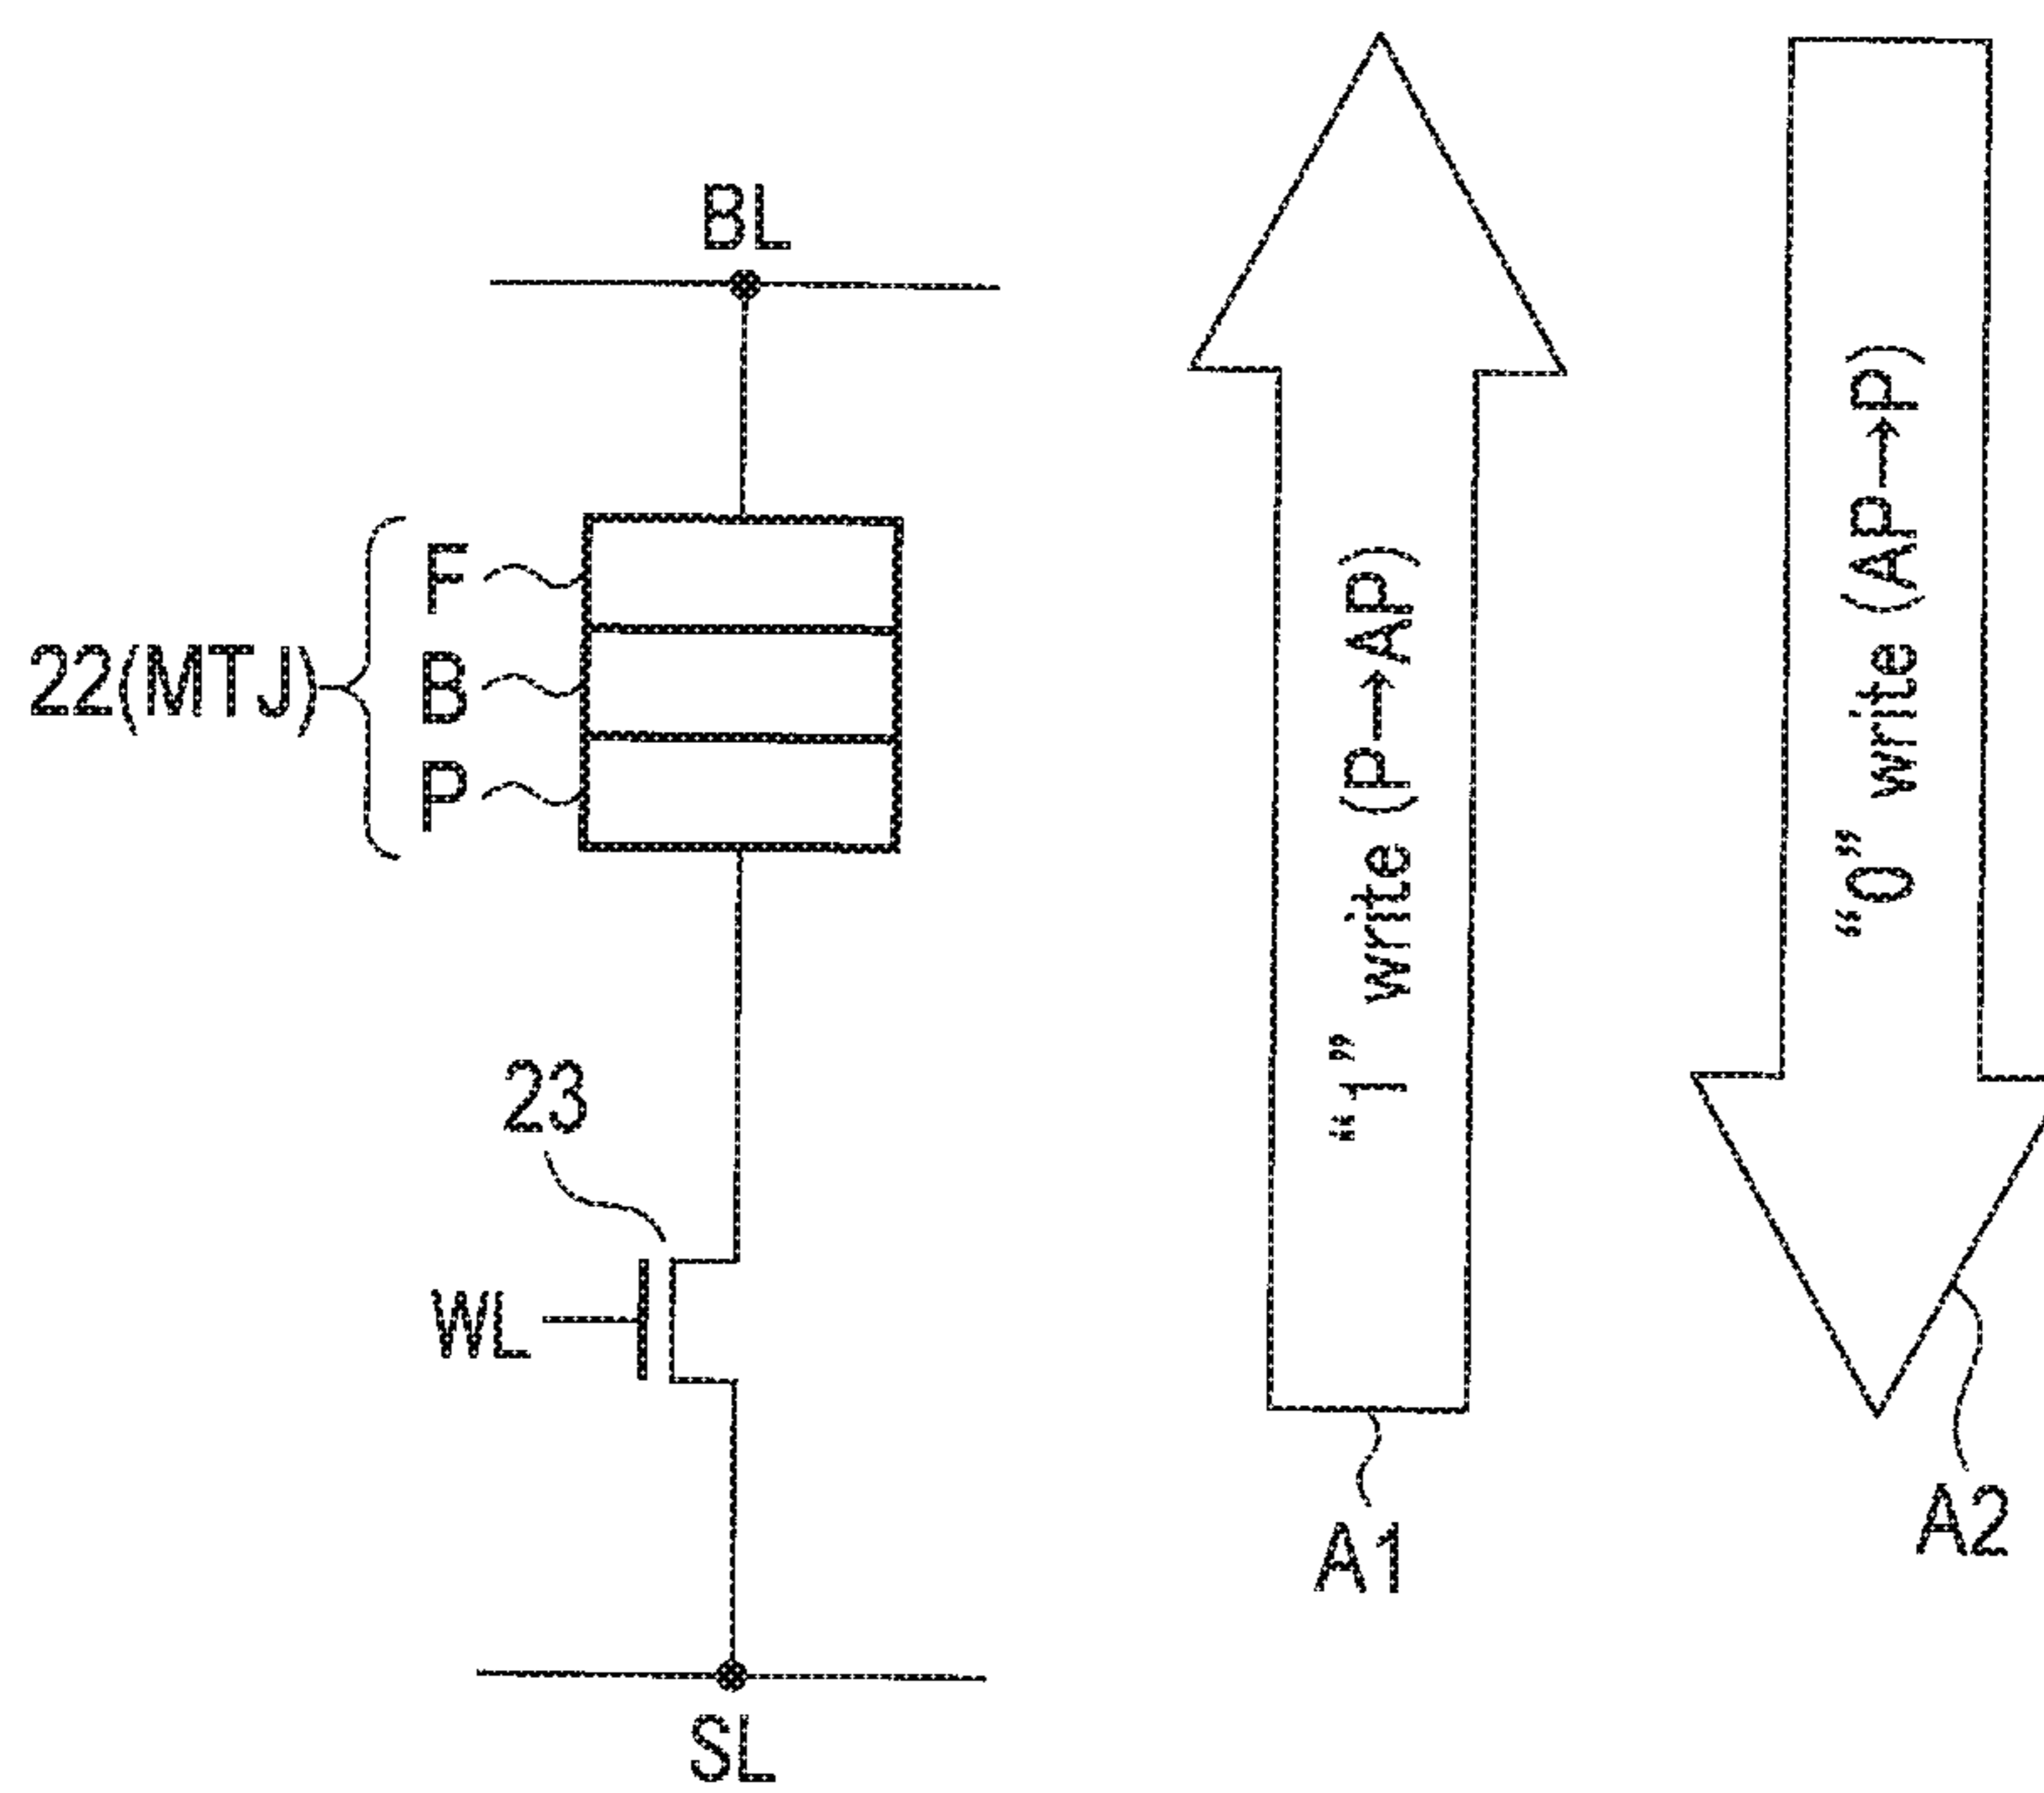 BL
F
22(MTJ)
B
P
23
WL
SL
“1” write (P→AP)
A1
“0” write (AP→P)
A2